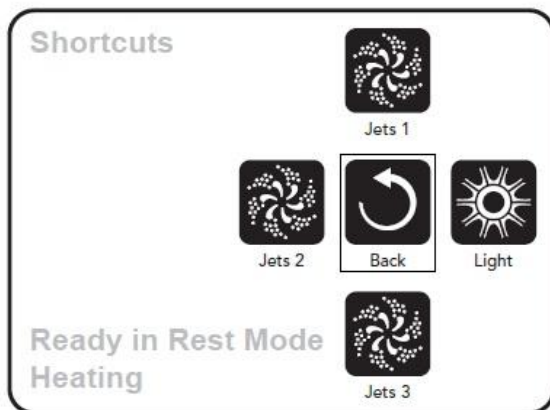 Shortcuts
Jets 1
Jets 2 Back Light
Ready in Rest Mode
Heating
Jets 3